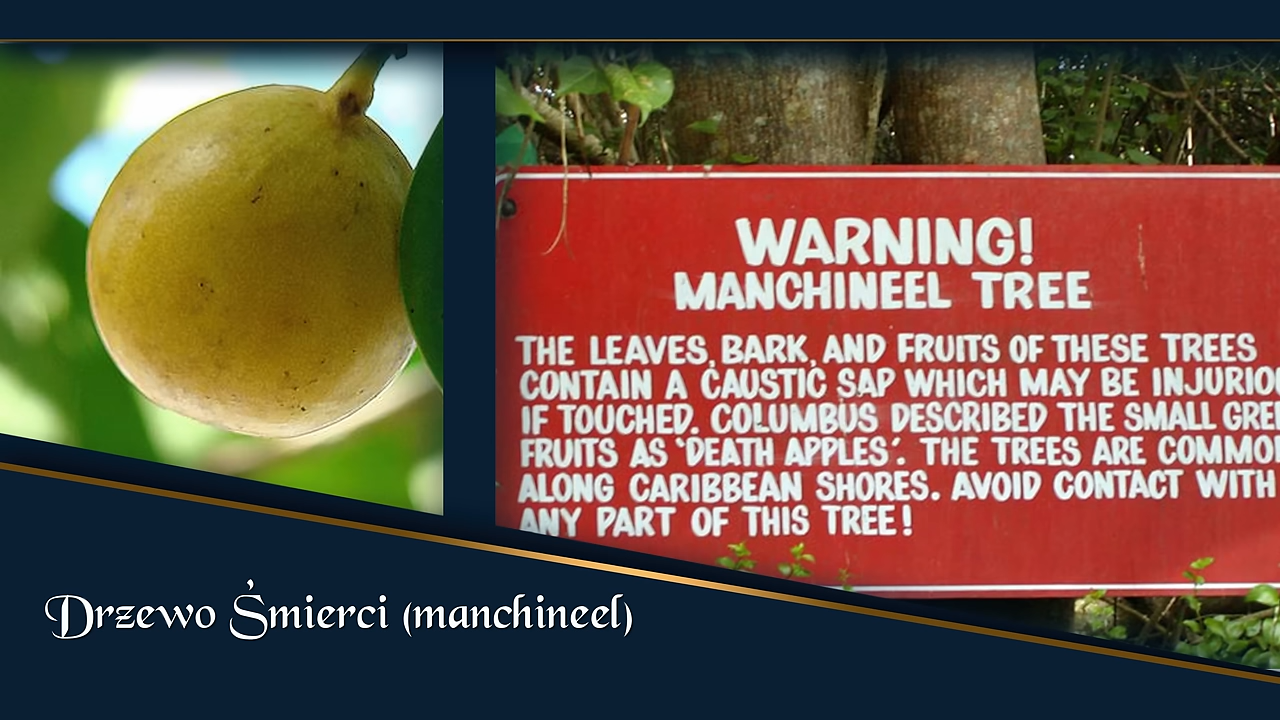 WARNING!
MANCHINEEL TREE
THE LEAVES, BARK, AND FRUITS OF THESE TREES
CONTAIN A CAUSTIC SAP WHICH MAY BE
IF TOUCHED. COLUMBUS DESCRIBED THE SMALL
FRUITS AS 'DEATH APPLES'. THE TREES ARE
ALONG CARIBBEAN SHORES. AVOID CONTACT WITH
ANY PART OF THIS TREE!
Drzewo Śmierci (manchineel)